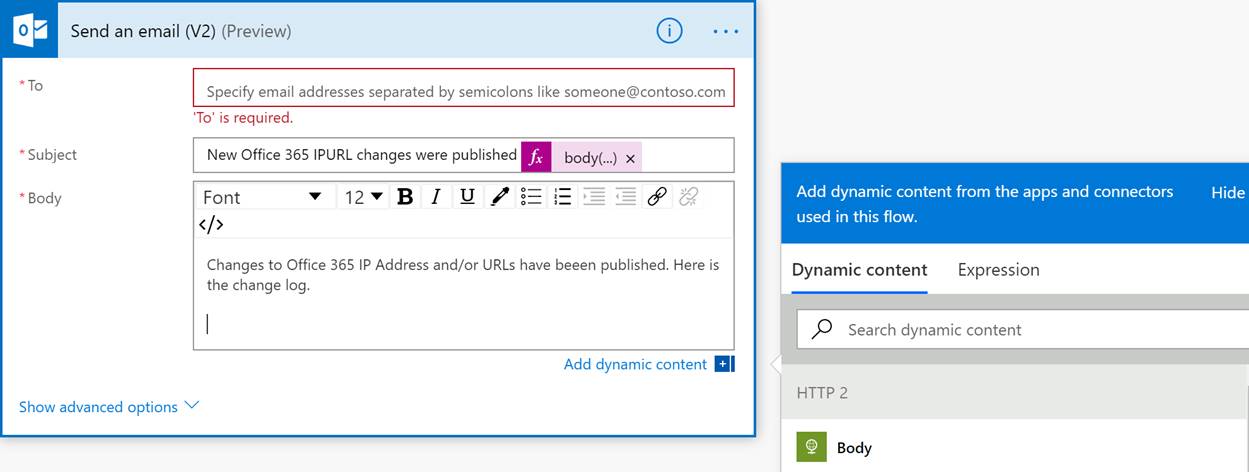 Send an email (V2) (Preview)
* To
Specify email addresses separated by semicolons like someone@contoso.com
'To' is required.
* Subject
New Office 365 IPURL changes were published fx body(...) ×
* Body
Font 12 B I U
</>
Changes to Office 365 IP Address and/or URLs have beeen published. Here is
the change log.
Add dynamic content
Show advanced options
Add dynamic content from the apps and connectors
used in this flow.
Hide
Dynamic content Expression
Search dynamic content
HTTP 2
Body